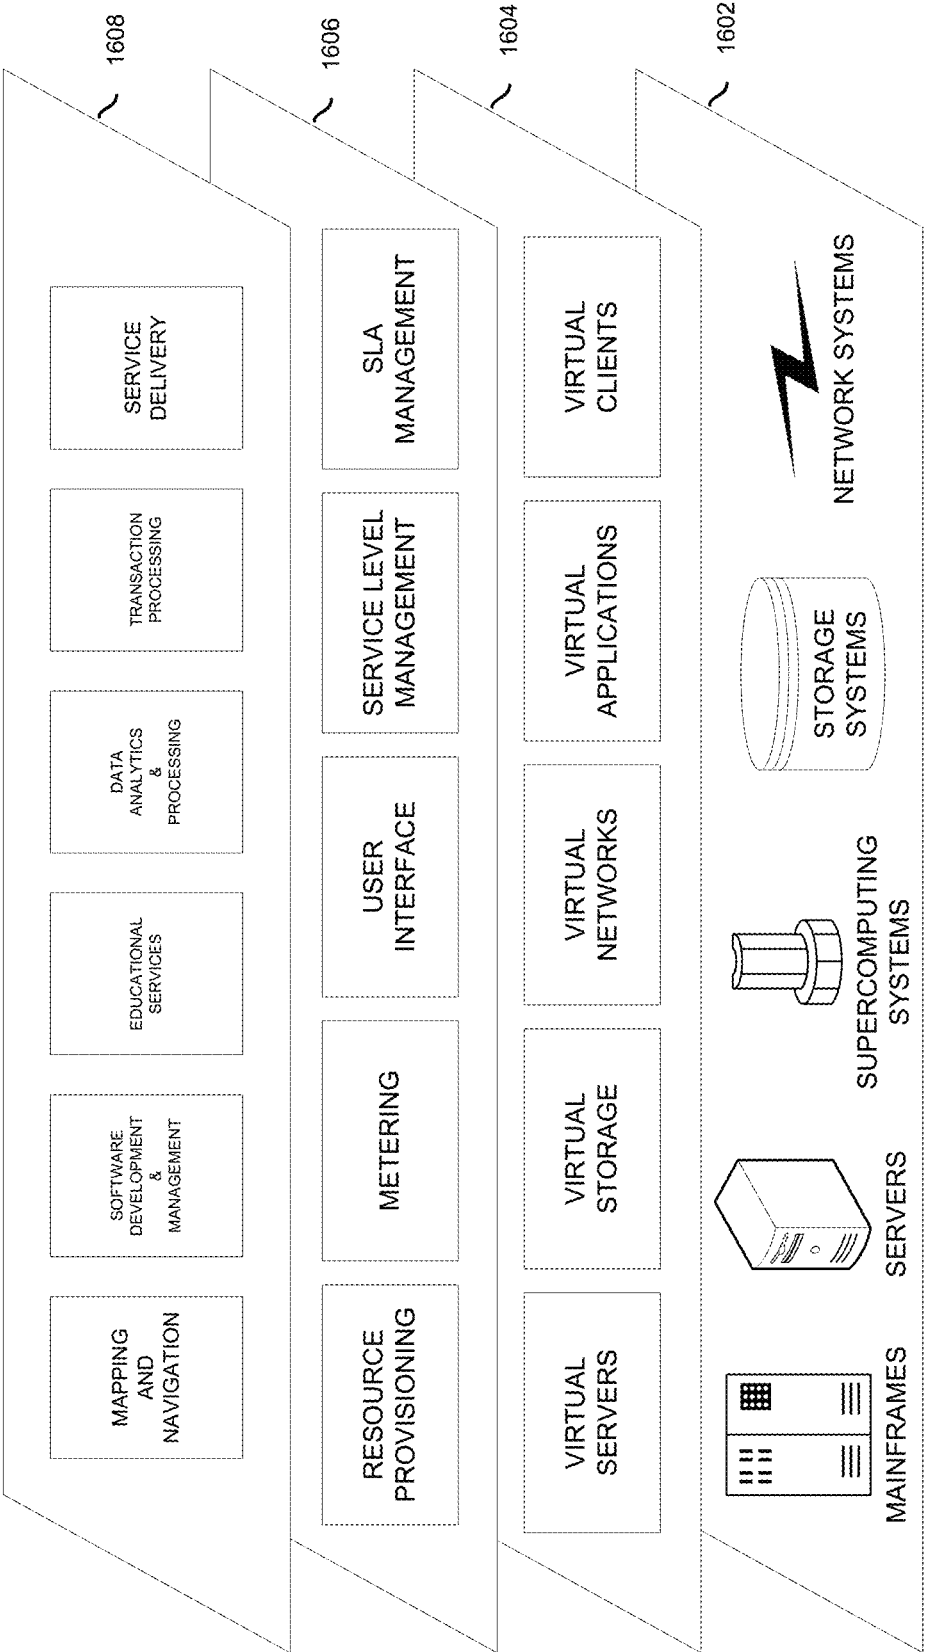 1608
MAPPING
AND
NAVIGATION
SOFTWARE
DEVELOPMENT
&
MANAGEMENT
EDUCATIONAL
SERVICES
DATA
ANALYTICS
&
PROCESSING
TRANSACTION
PROCESSING
SERVICE
DELIVERY
1606
RESOURCE
PROVISIONING
METERING
USER
INTERFACE
SERVICE LEVEL
MANAGEMENT
SLA
MANAGEMENT
1604
VIRTUAL
SERVERS
VIRTUAL
STORAGE
VIRTUAL
NETWORKS
VIRTUAL
APPLICATIONS
VIRTUAL
CLIENTS
1602
MAINFRAMES
SERVERS
SUPERCOMPUTING
SYSTEMS
STORAGE
SYSTEMS
NETWORK SYSTEMS